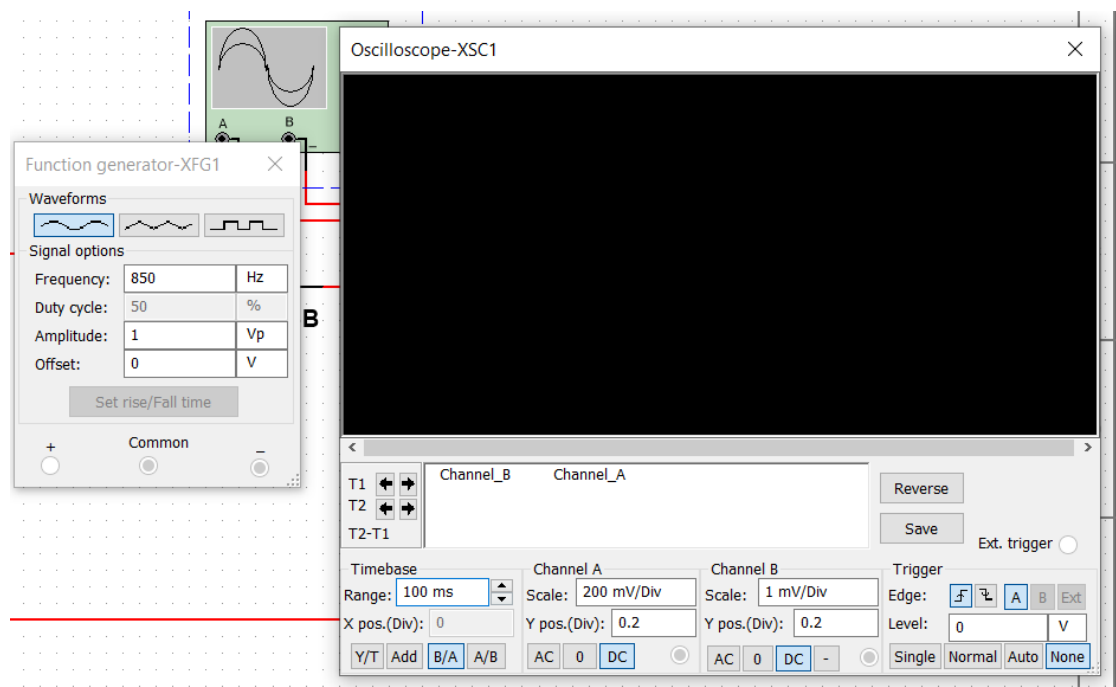 Oscilloscope-XSC1
A B
Function generator-XFG1
Waveforms
Signal options
Frequency: 850 Hz
Duty cycle: 50 %
Amplitude: 1 Vp
Offset: 0 V
Set rise/Fall time
+ Common −
B
T1
T2
T2-T1
Channel_B Channel_A
Reverse
Save
Ext. trigger
Timebase
Range: 100 ms
X pos.(Div): 0
Y/T Add B/A A/B
Channel A
Scale: 200 mV/Div
Y pos.(Div): 0.2
AC 0 DC
Channel B
Scale: 1 mV/Div
Y pos.(Div): 0.2
AC 0 DC -
Trigger
Edge: A B Ext
Level: 0 V
Single Normal Auto None